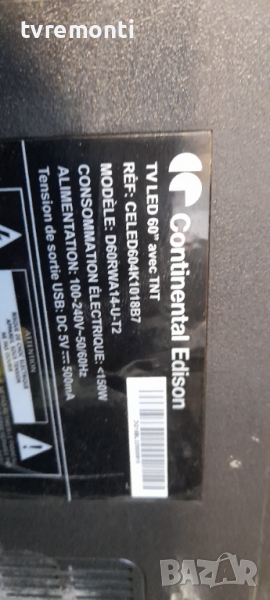 tvremonti
Continental Edison
TV LED 60" avec TNT
RÉF: CELED604K1018B7
MODÈLE: D60RWA14-U-T2
CONSOMMATION ÉLECTRIQUE: <150W
ALIMENTATION: 100-240V~50/60Hz
Tension de sortie USB: DC 5V ⎓ 500mA
ATTENTION
bazar